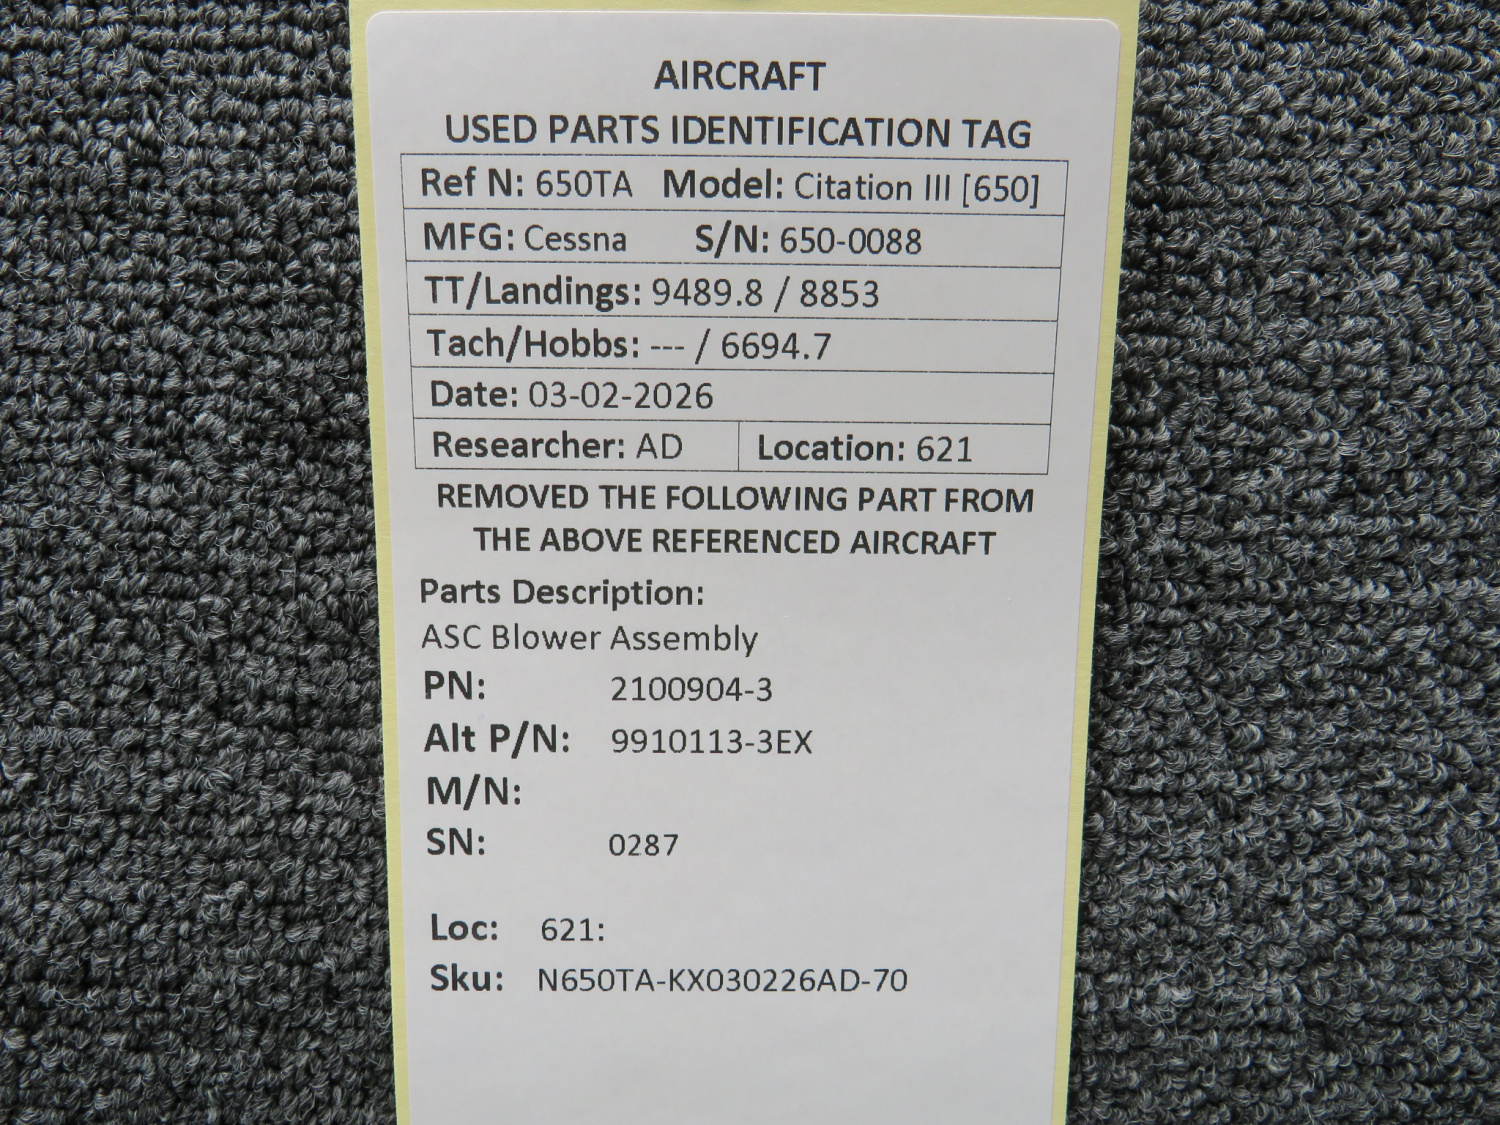 AIRCRAFT
USED PARTS IDENTIFICATION TAG
Ref N: 650TA Model: Citation III [650]
MFG: Cessna S/N: 650-0088
TT/Landings: 9489.8 / 8853
Tach/Hobbs: --- / 6694.7
Date: 03-02-2026
Researcher: AD Location: 621
REMOVED THE FOLLOWING PART FROM
THE ABOVE REFERENCED AIRCRAFT
Parts Description:
ASC Blower Assembly
PN: 2100904-3
Alt P/N: 9910113-3EX
M/N:
SN: 0287
Loc: 621:
Sku: N650TA-KX030226AD-70